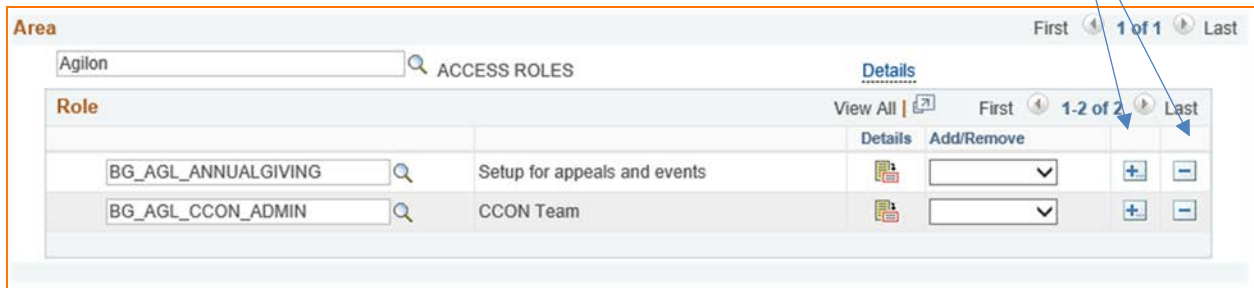 Area First 1 of 1 Last
Agilon ACCESS ROLES Details
Role View All | First 1-2 of 2 Last
Details Add/Remove
BG_AGL_ANNUALGIVING Setup for appeals and events
BG_AGL_CCON_ADMIN CCON Team